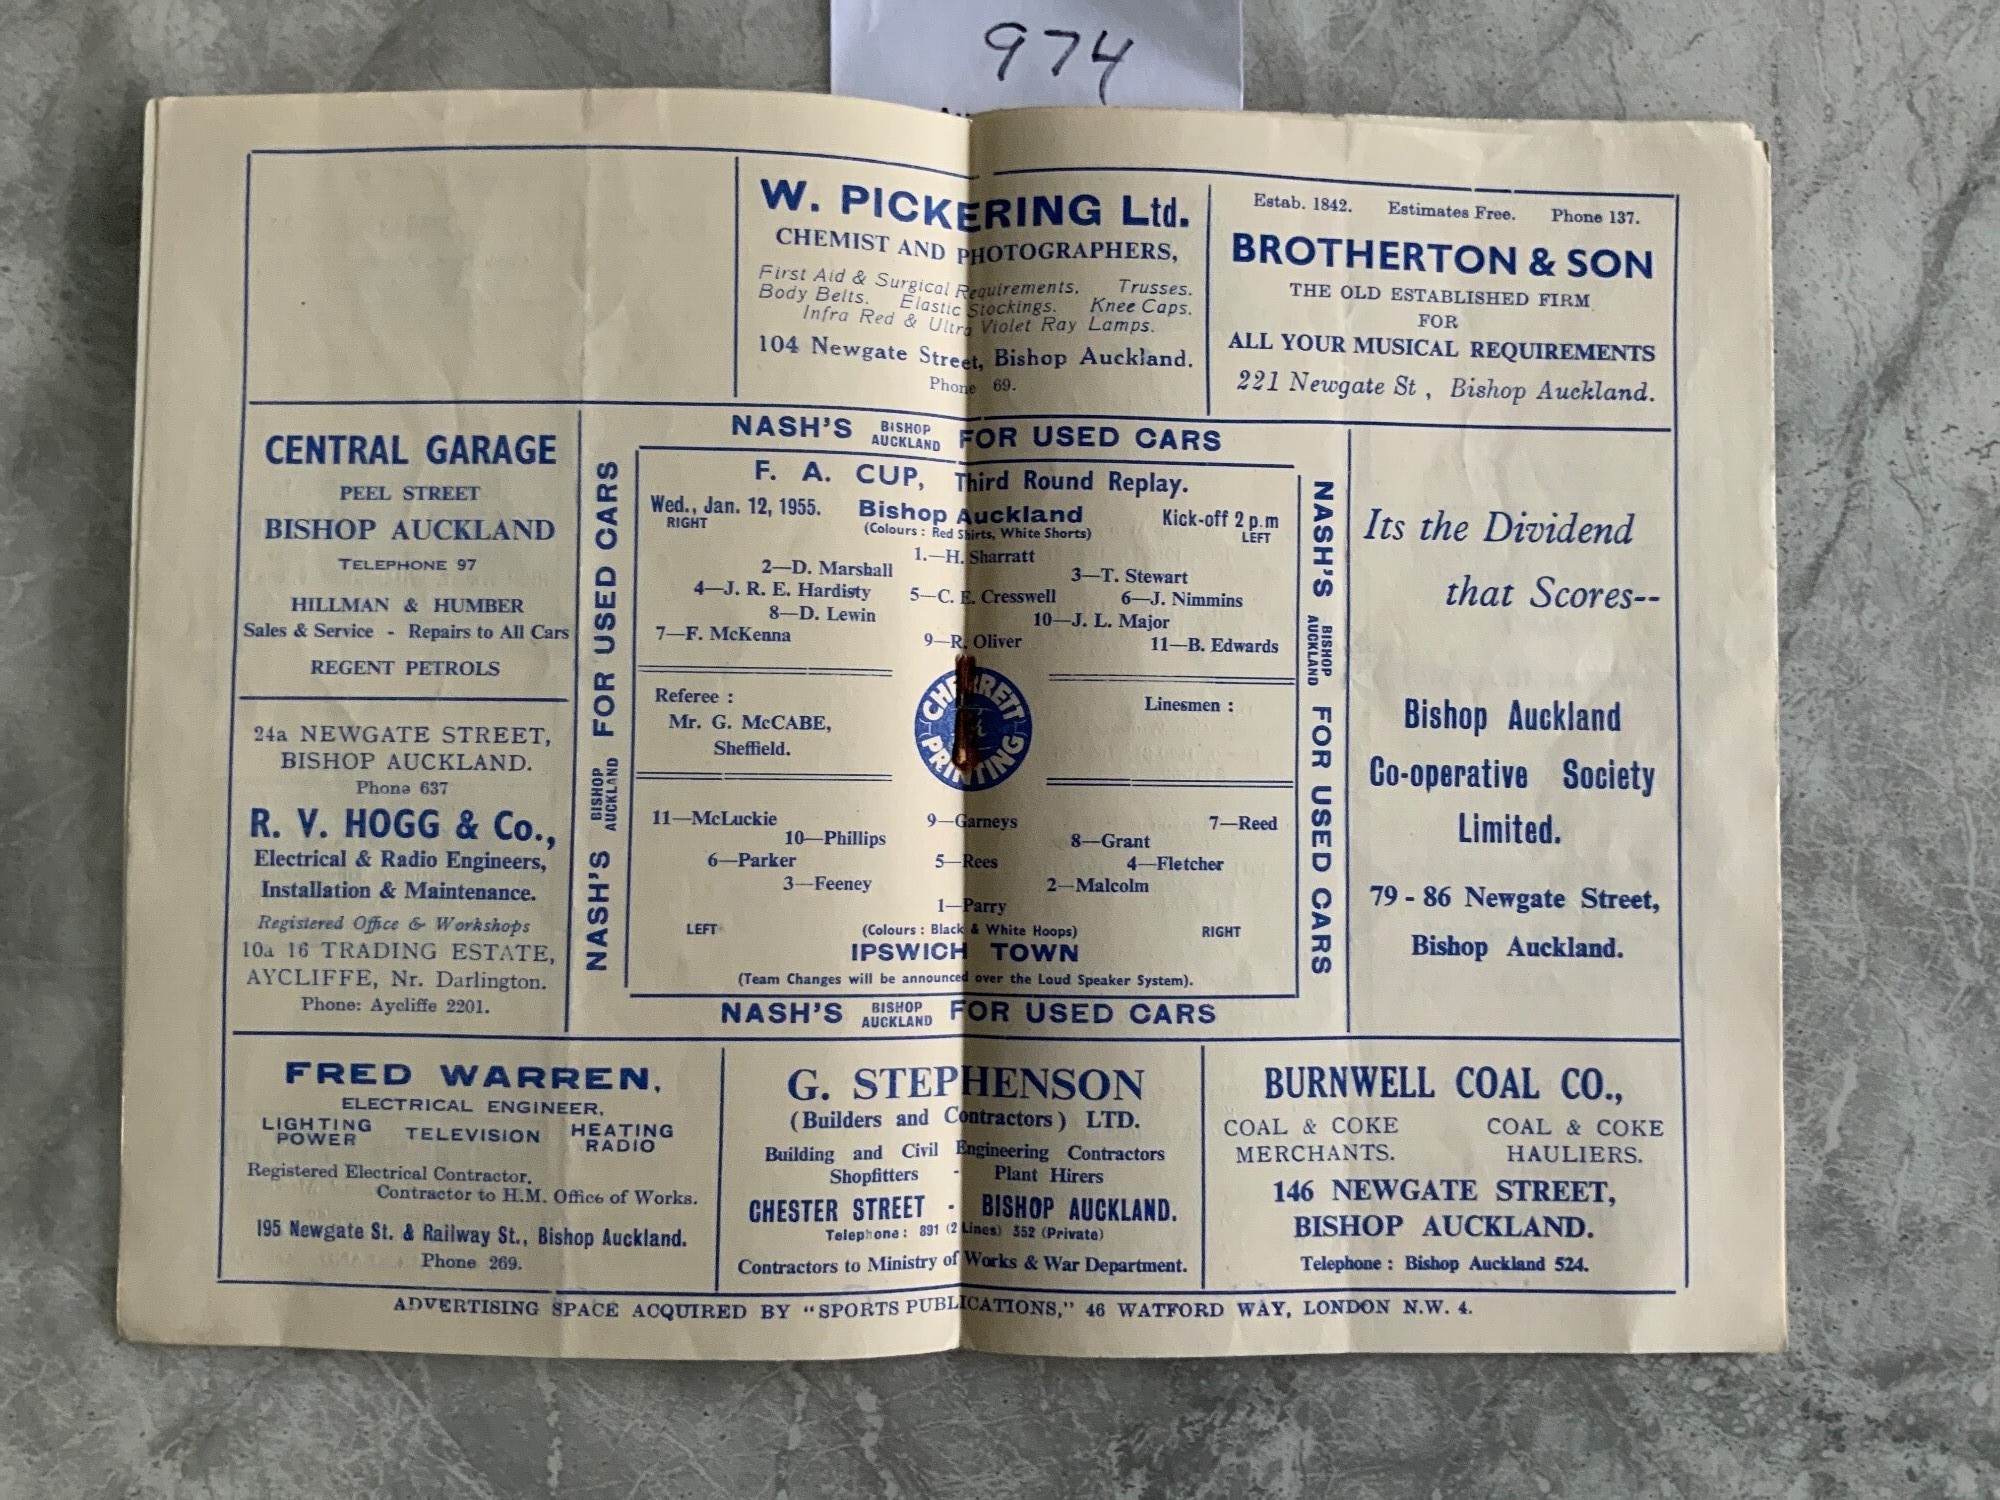 974
W. PICKERING Ltd.
CHEMIST AND PHOTOGRAPHERS,
First Aid & Surgical Requirements. Trusses.
Body Belts. Elastic Stockings. Knee Caps.
Infra Red & Ultra Violet Ray Lamps.
104 Newgate Street, Bishop Auckland.
Phone 69.
Estab. 1842. Estimates Free. Phone 137.
BROTHERTON & SON
THE OLD ESTABLISHED FIRM
FOR
ALL YOUR MUSICAL REQUIREMENTS
221 Newgate St , Bishop Auckland.
CENTRAL GARAGE
PEEL STREET
BISHOP AUCKLAND
TELEPHONE 97
HILLMAN & HUMBER
Sales & Service - Repairs to All Cars
REGENT PETROLS
24a NEWGATE STREET,
BISHOP AUCKLAND.
Phone 637
R. V. HOGG & Co.,
Electrical & Radio Engineers,
Installation & Maintenance.
Registered Office & Workshops
10a 16 TRADING ESTATE,
AYCLIFFE, Nr. Darlington.
Phone: Aycliffe 2201.
NASH'S BISHOP AUCKLAND FOR USED CARS
NASH'S BISHOP AUCKLAND FOR USED CARS
F. A. CUP, Third Round Replay.
Wed., Jan. 12, 1955. Bishop Auckland Kick-off 2 p.m
RIGHT (Colours : Red Shirts, White Shorts) LEFT
1.—H. Sharratt
2—D. Marshall 3—T. Stewart
4—J. R. E. Hardisty 5—C. E. Cresswell 6—J. Nimmins
8—D. Lewin 10—J. L. Major
7—F. McKenna 9—R. Oliver 11—B. Edwards
Referee :
Mr. G. McCABE,
Sheffield.
CHERRETT
PRINTING
Linesmen :
11—McLuckie 9—Garneys 7—Reed
10—Phillips 8—Grant
6—Parker 5—Rees 4—Fletcher
3—Feeney 2—Malcolm
1—Parry
LEFT (Colours : Black & White Hoops) RIGHT
IPSWICH TOWN
(Team Changes will be announced over the Loud Speaker System).
NASH'S BISHOP AUCKLAND FOR USED CARS
NASH'S BISHOP AUCKLAND FOR USED CARS
Its the Dividend
that Scores--
Bishop Auckland
Co-operative Society
Limited.
79 - 86 Newgate Street,
Bishop Auckland.
FRED WARREN,
ELECTRICAL ENGINEER,
LIGHTING POWER TELEVISION HEATING RADIO
Registered Electrical Contractor.
Contractor to H.M. Office of Works.
195 Newgate St. & Railway St., Bishop Auckland.
Phone 269.
G. STEPHENSON
(Builders and Contractors) LTD.
Building and Civil Engineering Contractors
Shopfitters - Plant Hirers
CHESTER STREET - BISHOP AUCKLAND.
Telephone: 891 (2 Lines) 352 (Private)
Contractors to Ministry of Works & War Department.
BURNWELL COAL CO.,
COAL & COKE MERCHANTS. COAL & COKE HAULIERS.
146 NEWGATE STREET,
BISHOP AUCKLAND.
Telephone : Bishop Auckland 524.
ADVERTISING SPACE ACQUIRED BY "SPORTS PUBLICATIONS," 46 WATFORD WAY, LONDON N.W. 4.